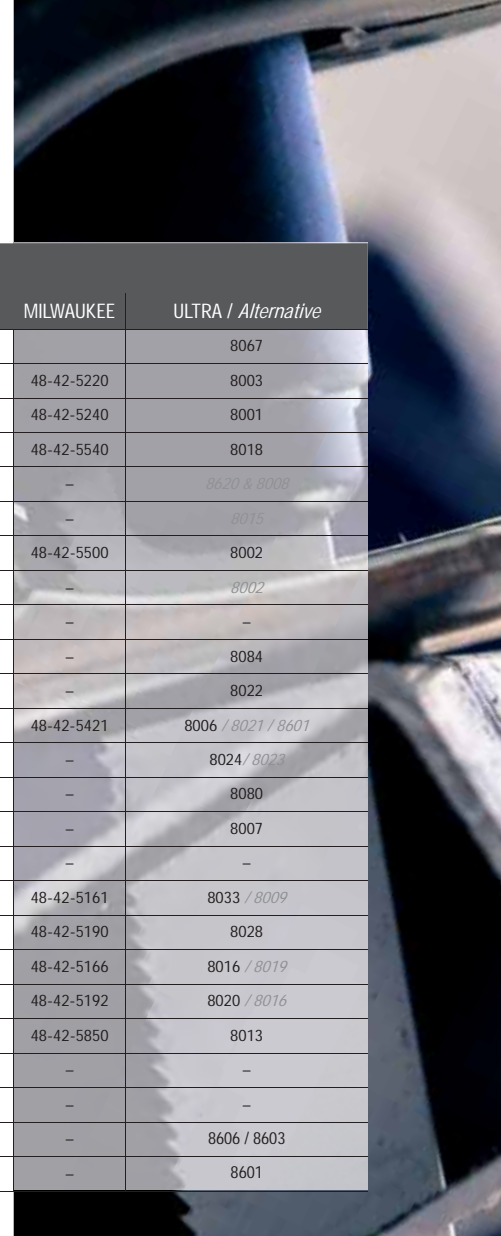 MILWAUKEE ULTRA / Alternative
8067
48-42-5220 8003
48-42-5240 8001
48-42-5540 8018
– 8620 & 8008
– 8015
48-42-5500 8002
– 8002
– –
– 8084
– 8022
48-42-5421 8006 / 8021 / 8601
– 8024/ 8023
– 8080
– 8007
– –
48-42-5161 8033 / 8009
48-42-5190 8028
48-42-5166 8016 / 8019
48-42-5192 8020 / 8016
48-42-5850 8013
– –
– –
– 8606 / 8603
– 8601